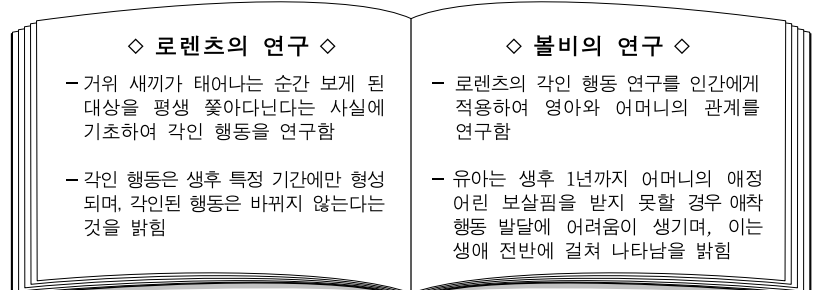 ◇ 로렌츠의 연구 ◇
– 거위 새끼가 태어나는 순간 보게 된
대상을 평생 쫓아다닌다는 사실에
기초하여 각인 행동을 연구함
– 각인 행동은 생후 특정 기간에만 형성
되며, 각인된 행동은 바뀌지 않는다는
것을 밝힘
◇ 볼비의 연구 ◇
– 로렌츠의 각인 행동 연구를 인간에게
적용하여 영아와 어머니의 관계를
연구함
– 유아는 생후 1년까지 어머니의 애정
어린 보살핌을 받지 못할 경우 애착
행동 발달에 어려움이 생기며, 이는
생애 전반에 걸쳐 나타남을 밝힘